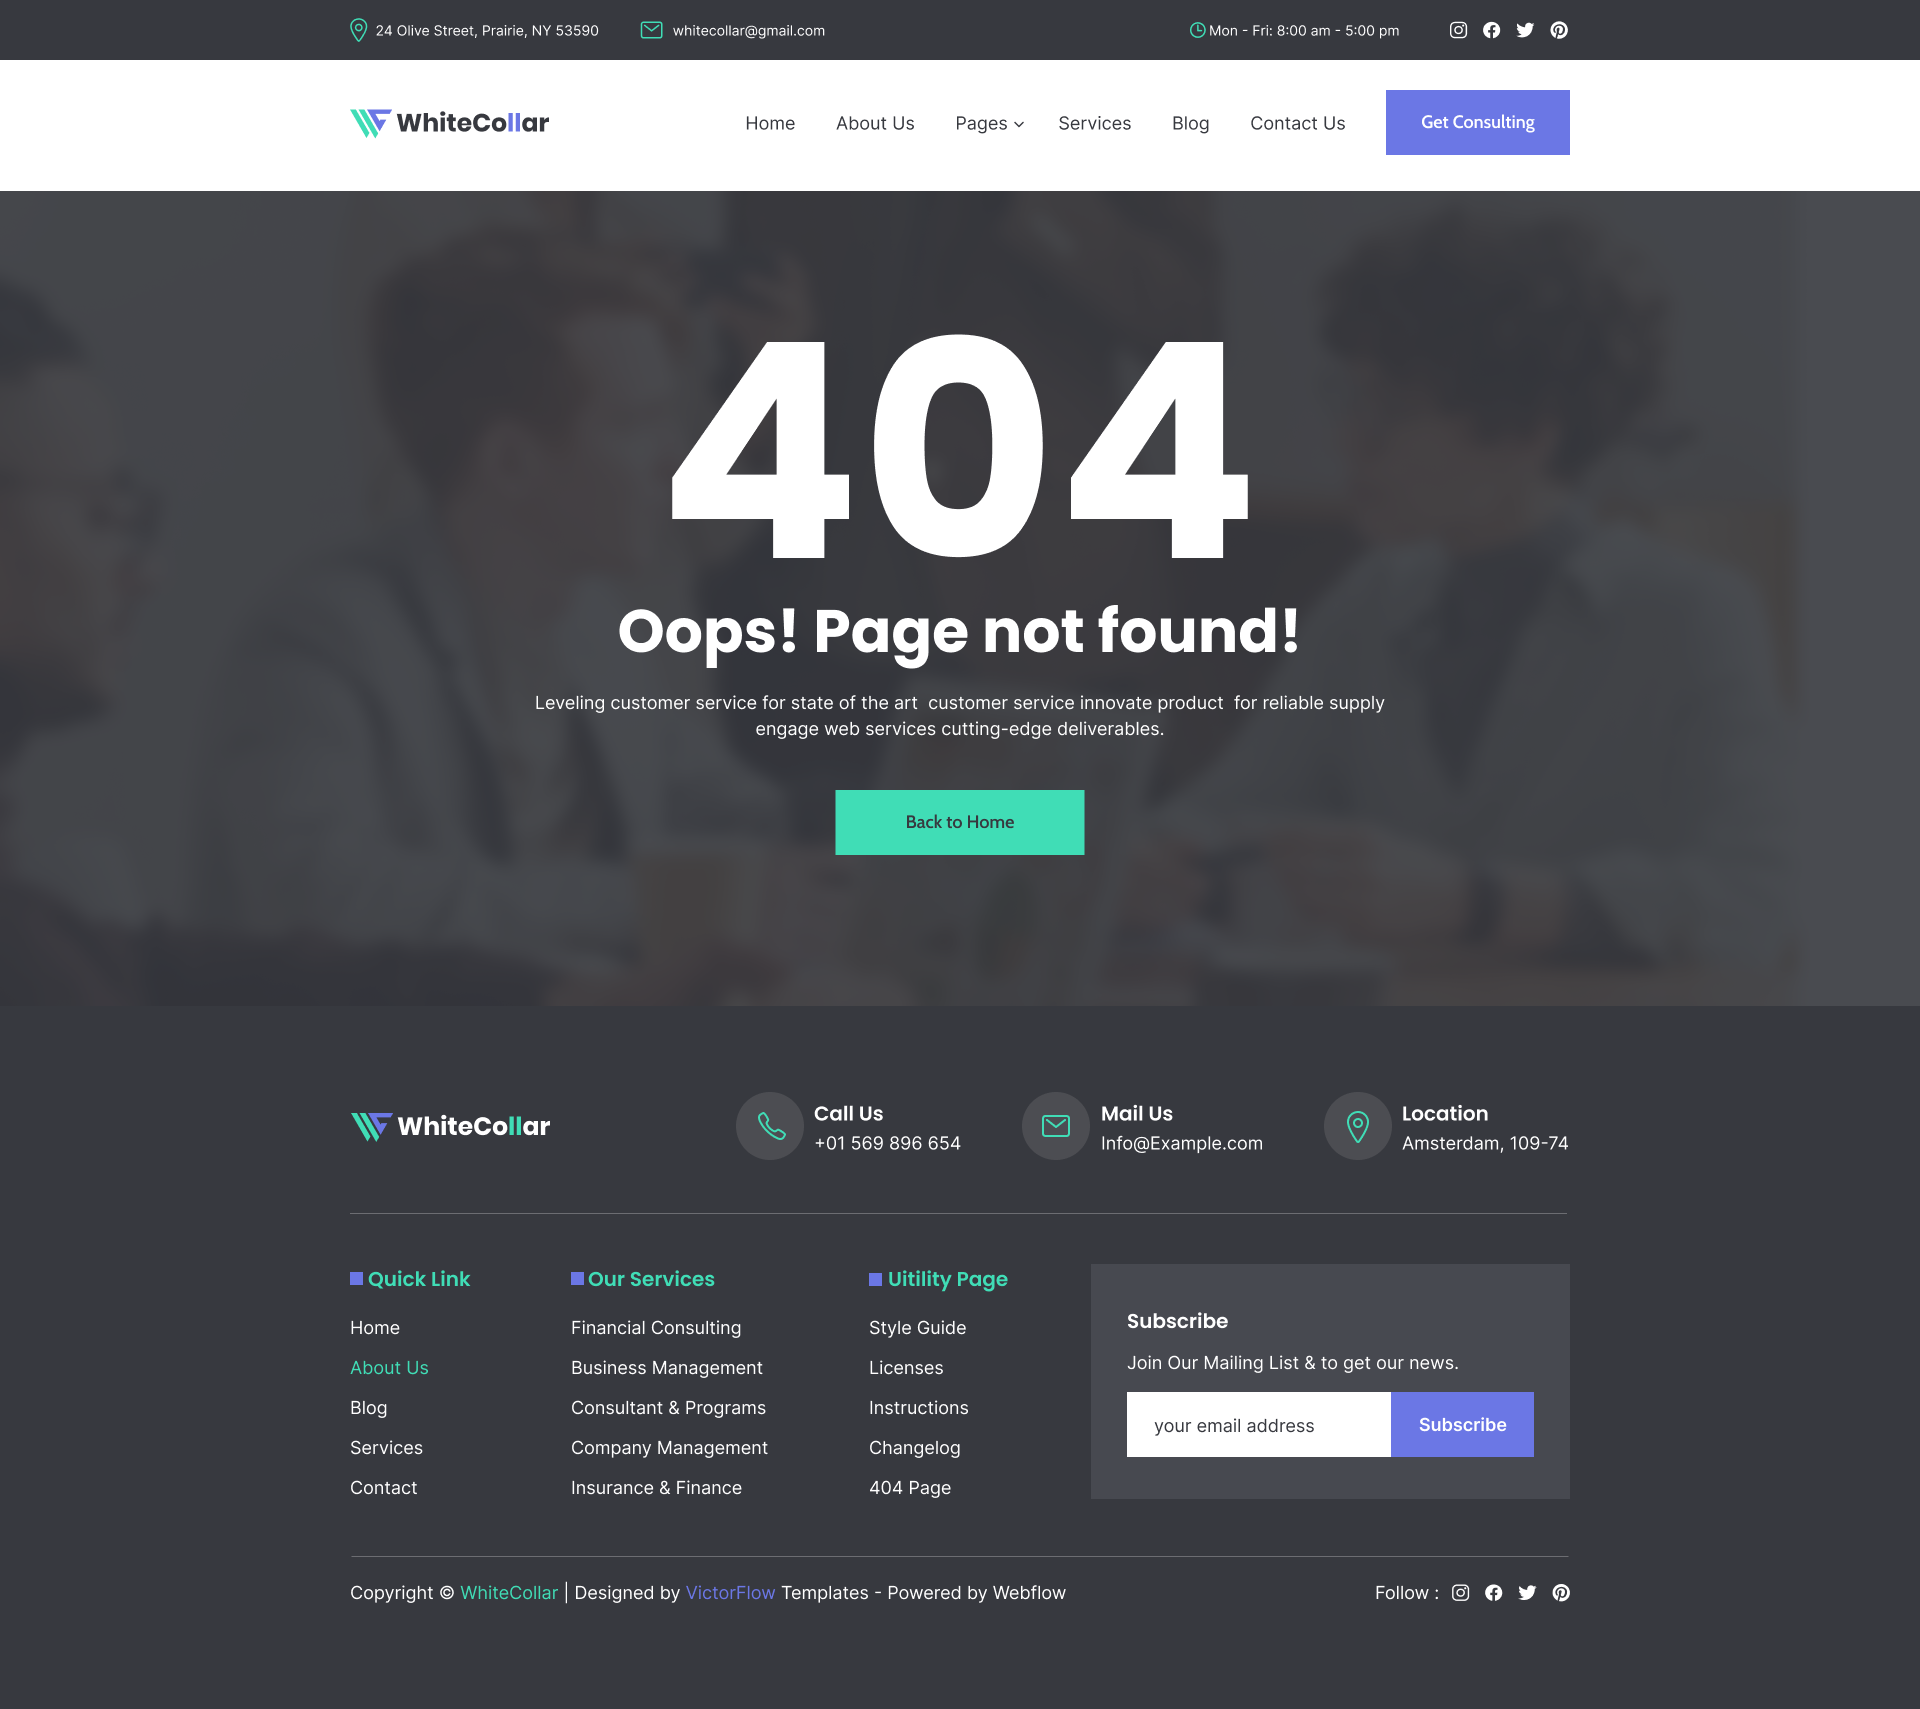 24 Olive Street, Prairie, NY 53590
whitecollar@gmail.com
Mon - Fri: 8:00 am - 5:00 pm
WhiteCollar
Home
About Us
Pages
Services
Blog
Contact Us
Get Consulting
404
Oops! Page not found!
Leveling customer service for state of the art  customer service innovate product  for reliable supply
engage web services cutting-edge deliverables.
Back to Home
WhiteCollar
Call Us
+01 569 896 654
Mail Us
Info@Example.com
Location
Amsterdam, 109-74
Quick Link
Home
About Us
Blog
Services
Contact
Our Services
Financial Consulting
Business Management
Consultant & Programs
Company Management
Insurance & Finance
Uitility Page
Style Guide
Licenses
Instructions
Changelog
404 Page
Subscribe
Join Our Mailing List & to get our news.
your email address
Subscribe
Copyright © WhiteCollar | Designed by VictorFlow Templates - Powered by Webflow
Follow :